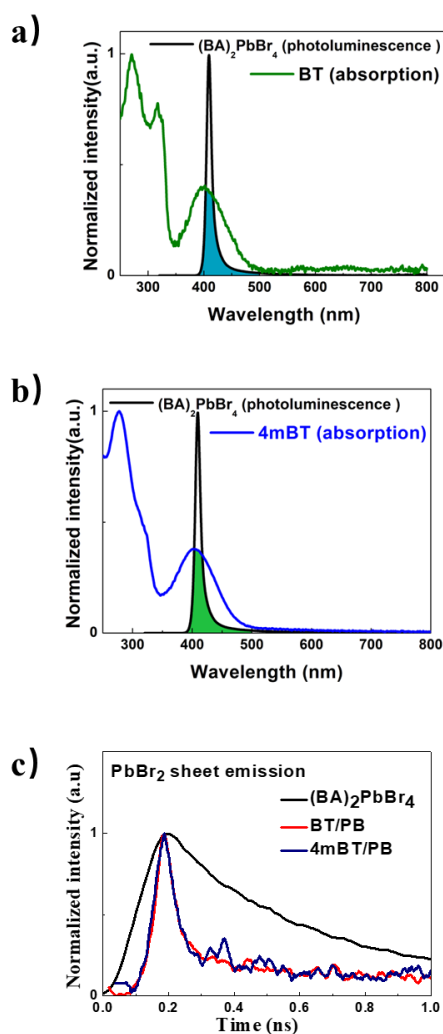 a)
(BA)2PbBr4 (photoluminescence )
BT (absorption)
Normalized intensity(a.u.)
1
0
300 400 500 600 700 800
Wavelength (nm)
b)
(BA)2PbBr4 (photoluminescence )
4mBT (absorption)
Normalized intensity(a.u.)
1
0
300 400 500 600 700 800
Wavelength (nm)
c)
PbBr2 sheet emission
(BA)2PbBr4
BT/PB
4mBT/PB
Normalized intensity (a.u)
1
0
0.0 0.2 0.4 0.6 0.8 1.0
Time (ns)